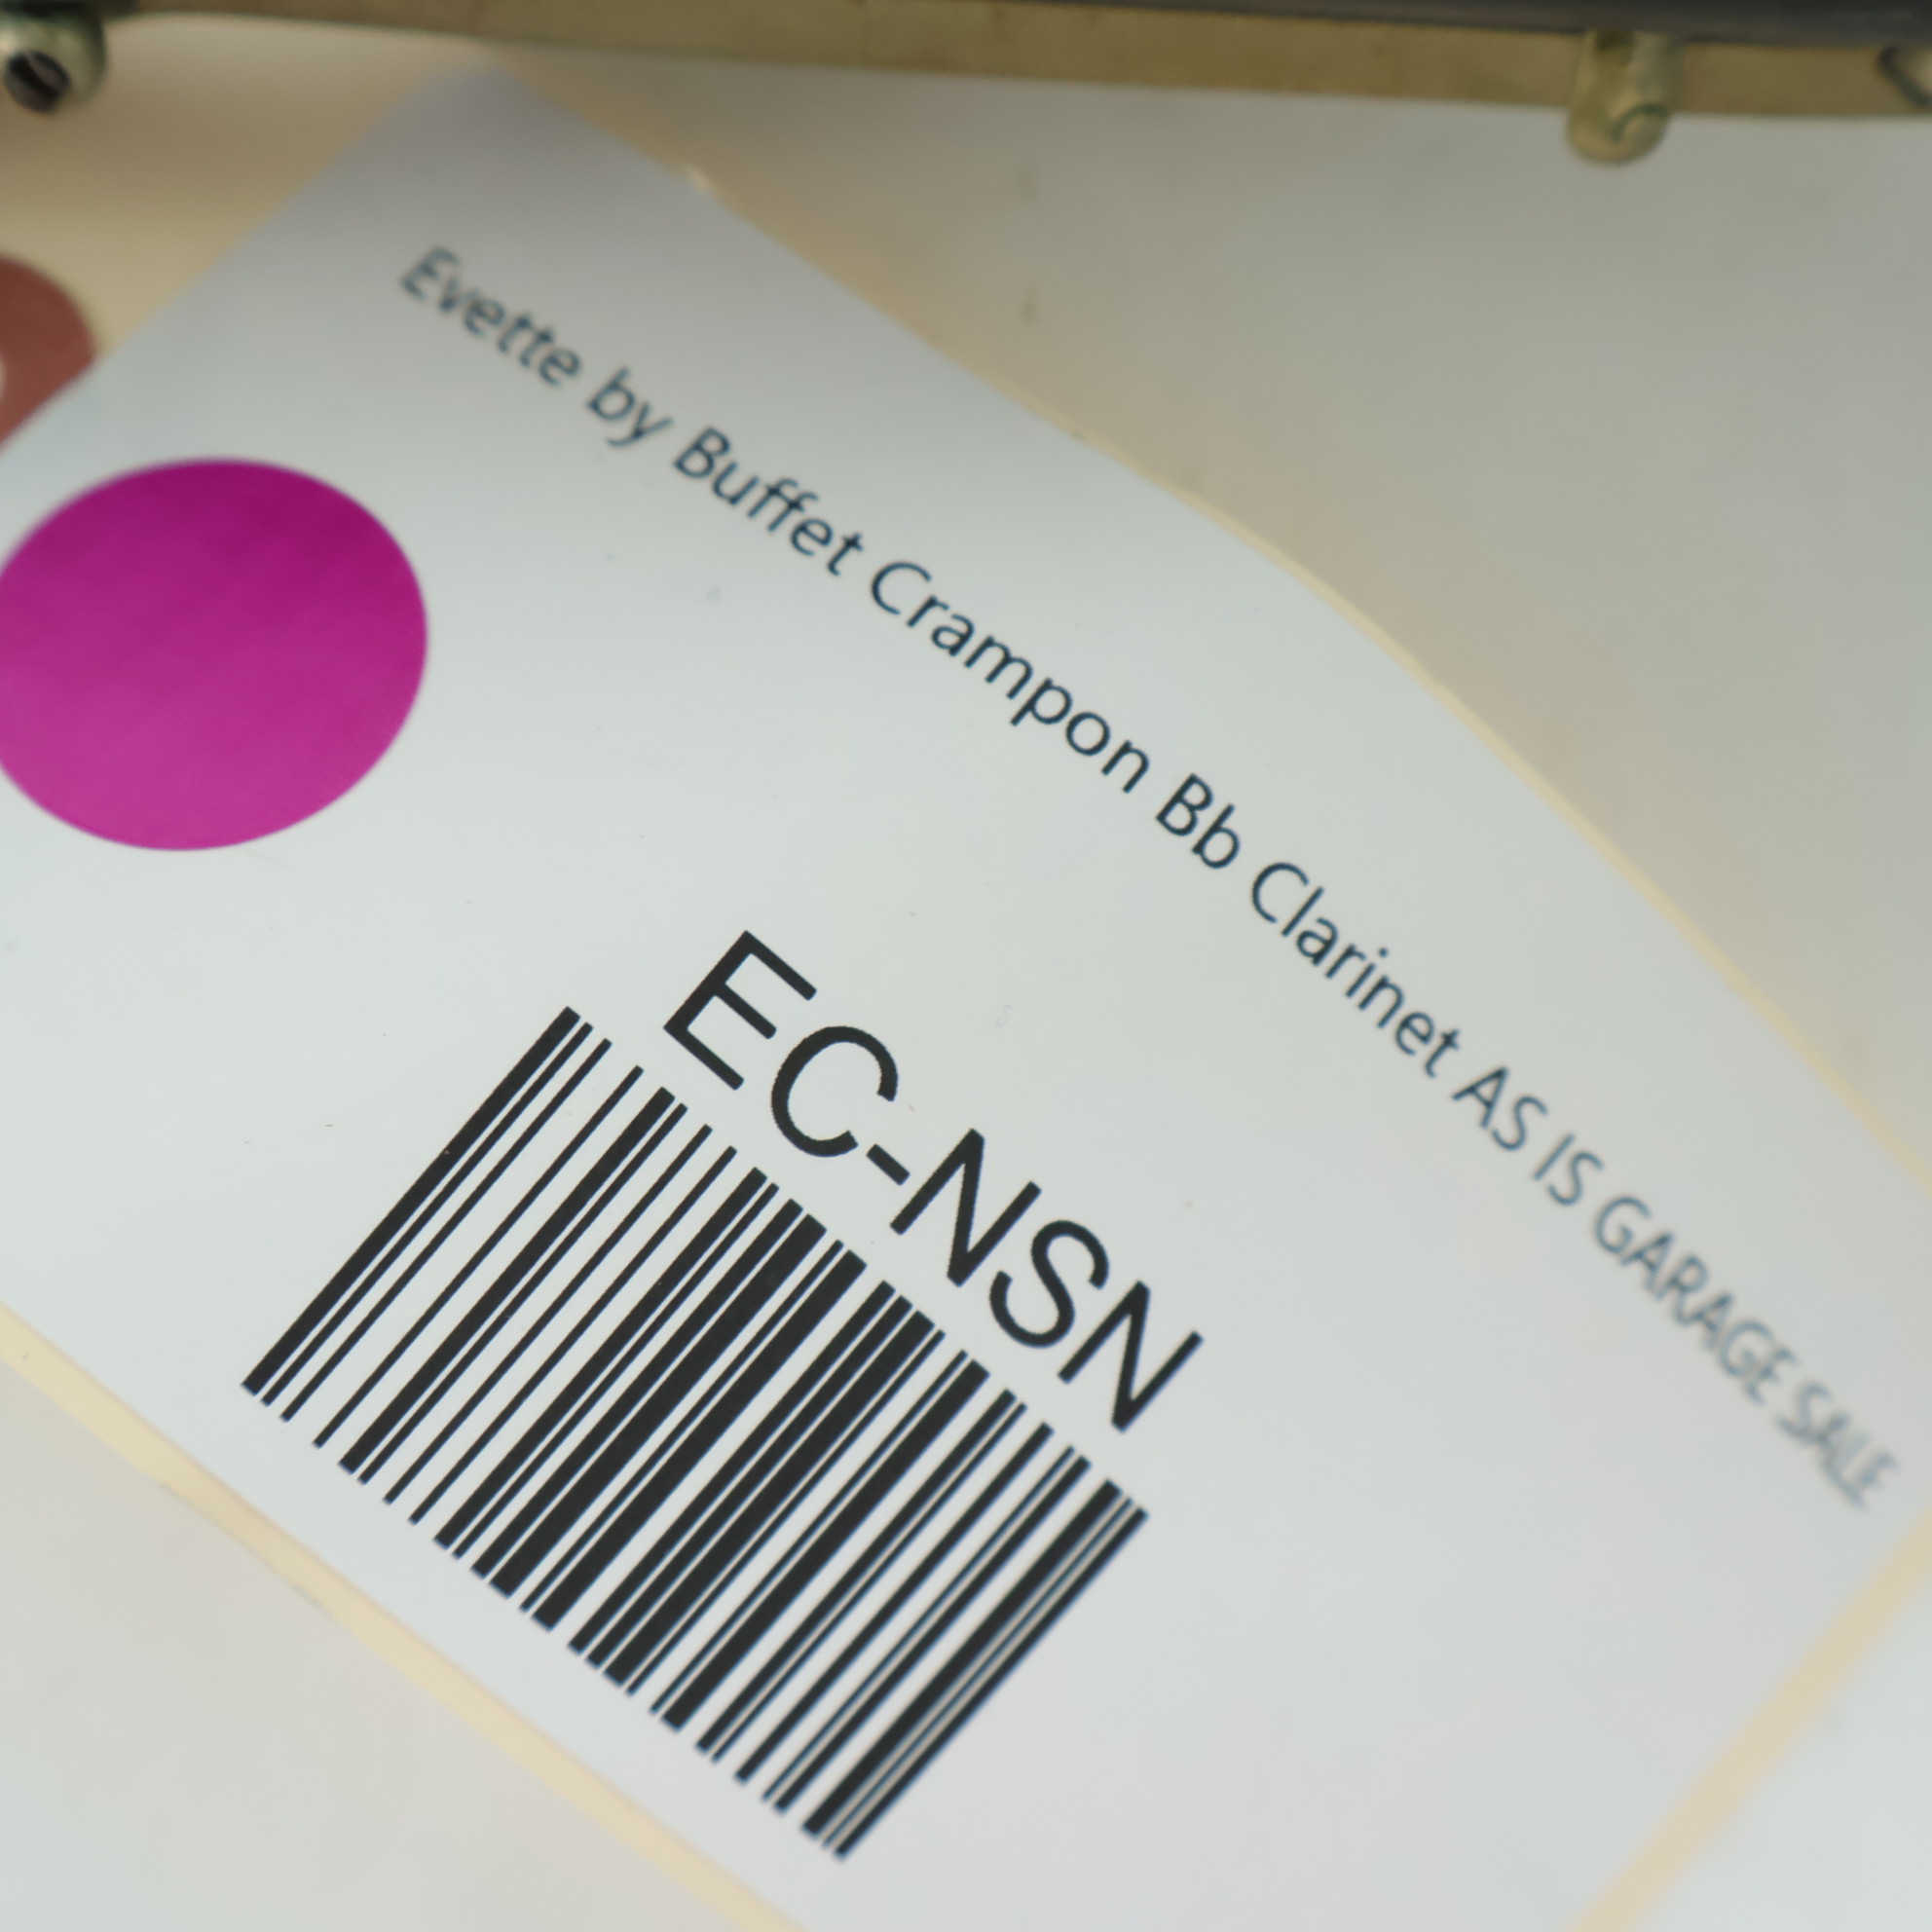 Evette by Buffet Crampon Bb Clarinet AS IS GARAGE SALE
EC-NSN